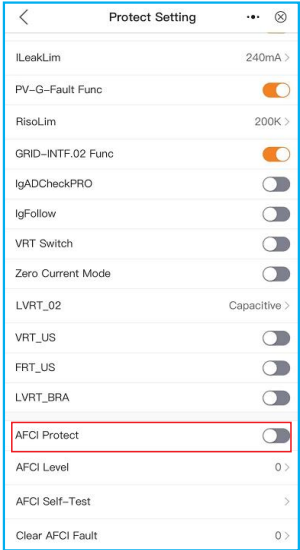 Protect Setting
ILeakLim 240mA
PV-G-Fault Func
RisoLim 200K
GRID-INTF.02 Func
IgADCheckPRO
IgFollow
VRT Switch
Zero Current Mode
LVRT_02 Capacitive
VRT_US
FRT_US
LVRT_BRA
AFCI Protect
AFCI Level 0
AFCI Self-Test
Clear AFCI Fault 0